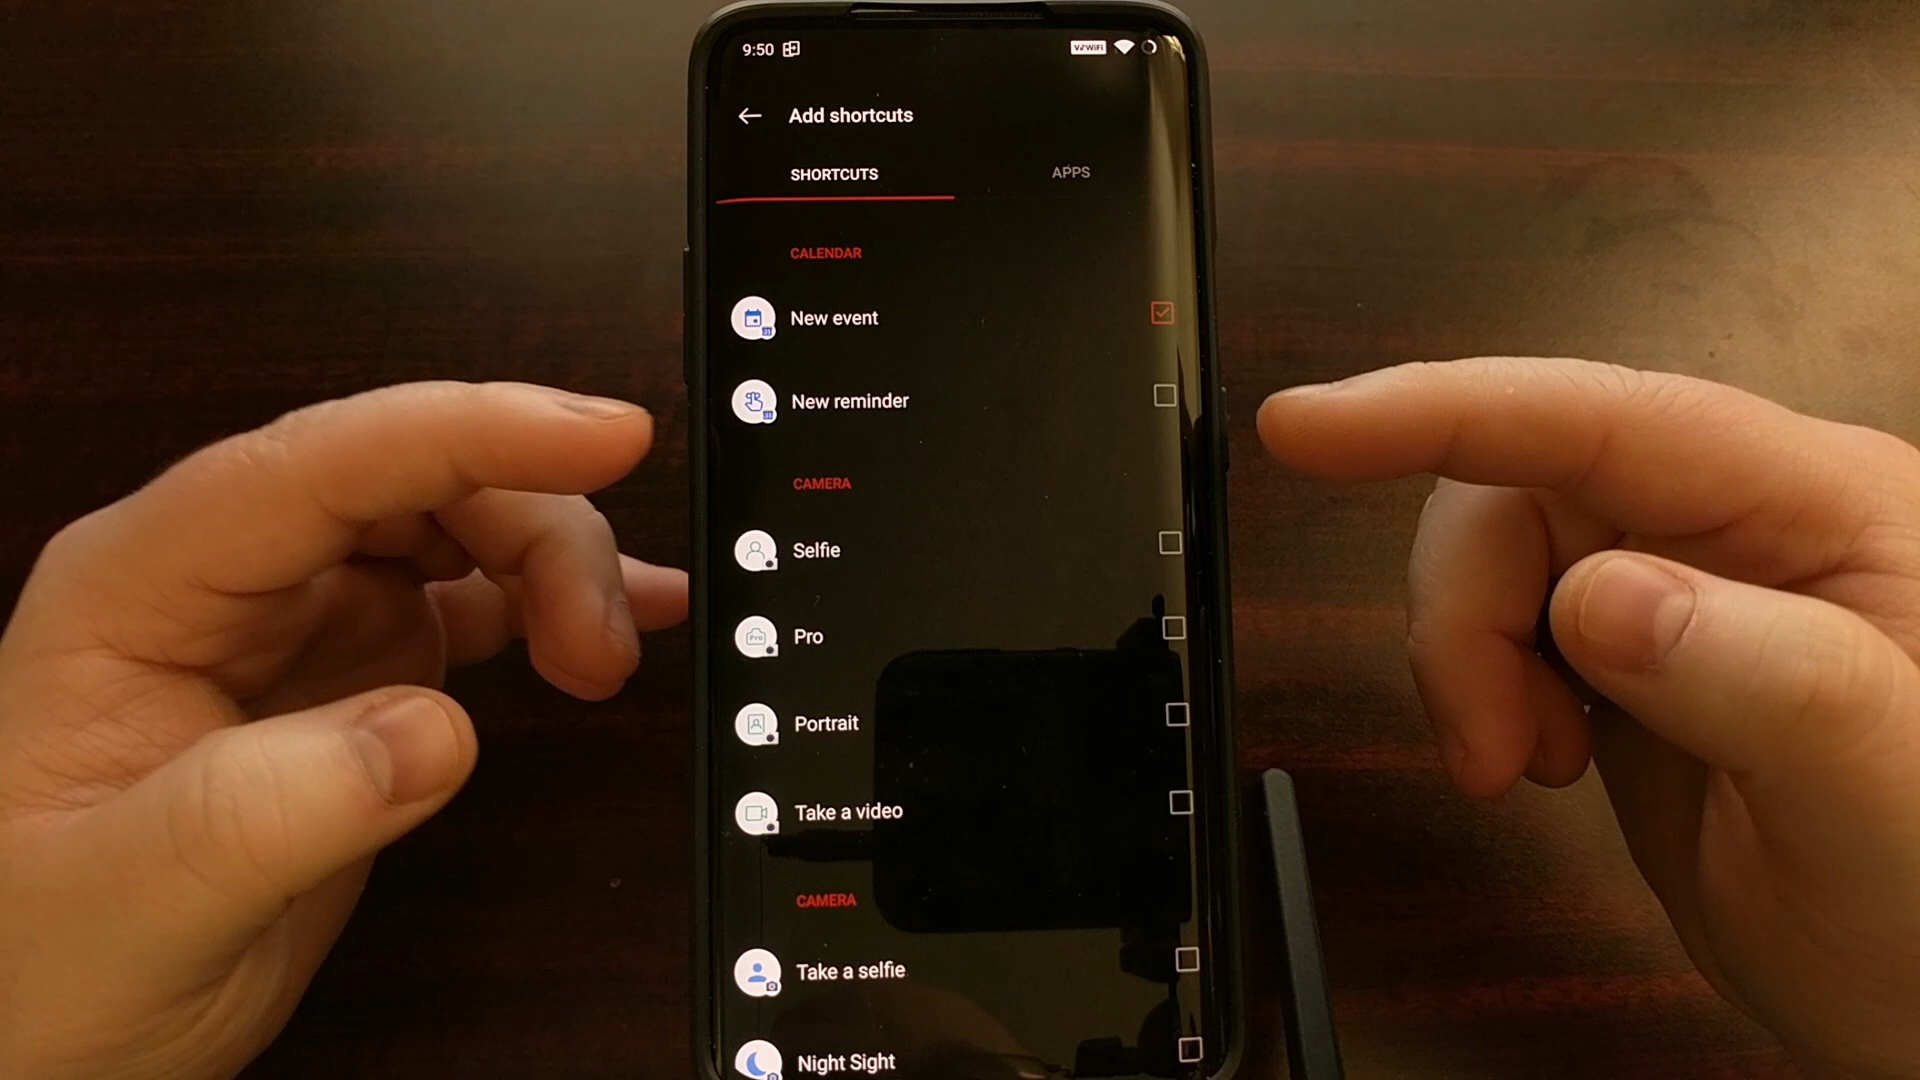 9:50
VoWiFi
Add shortcuts
SHORTCUTS
APPS
CALENDAR
New event
New reminder
CAMERA
Selfie
Pro
Pro
Portrait
Take a video
CAMERA
Take a selfie
Night Sight